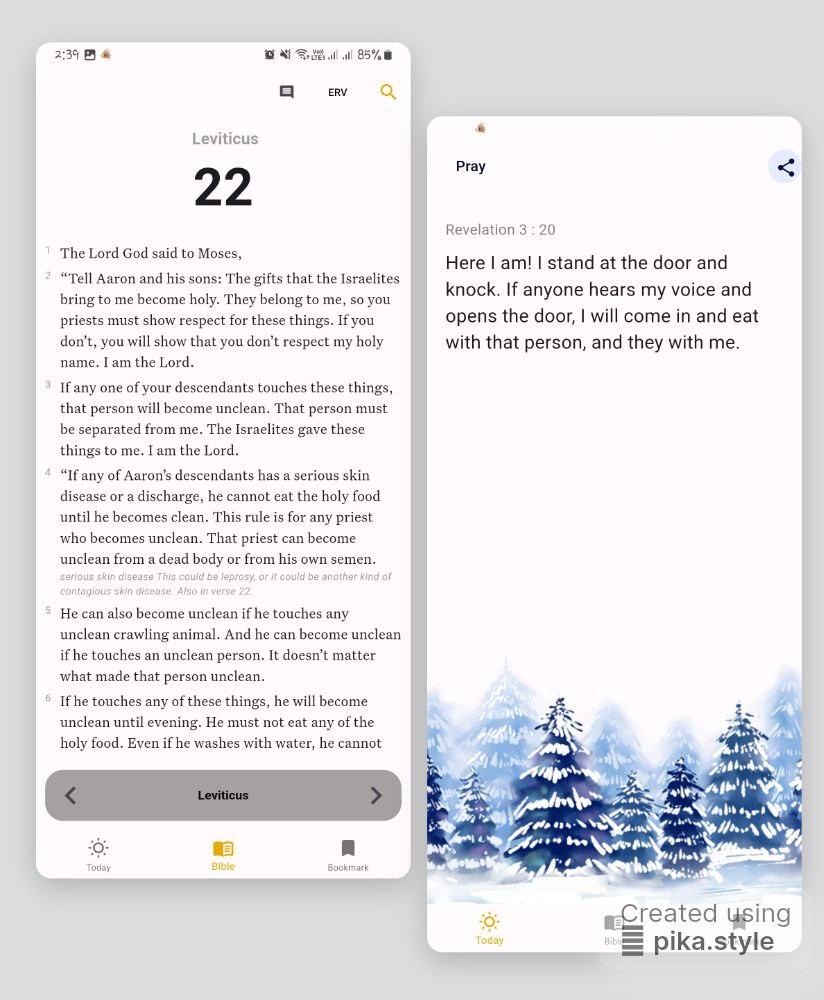 2:39
Vo))
LTE1
85%
ERV
Leviticus
22
1 The Lord God said to Moses,
2 “Tell Aaron and his sons: The gifts that the Israelites
bring to me become holy. They belong to me, so you
priests must show respect for these things. If you
don’t, you will show that you don’t respect my holy
name. I am the Lord.
3 If any one of your descendants touches these things,
that person will become unclean. That person must
be separated from me. The Israelites gave these
things to me. I am the Lord.
4 “If any of Aaron’s descendants has a serious skin
disease or a discharge, he cannot eat the holy food
until he becomes clean. This rule is for any priest
who becomes unclean. That priest can become
unclean from a dead body or from his own semen.
serious skin disease This could be leprosy, or it could be another kind of
contagious skin disease. Also in verse 22.
5 He can also become unclean if he touches any
unclean crawling animal. And he can become unclean
if he touches an unclean person. It doesn’t matter
what made that person unclean.
6 If he touches any of these things, he will become
unclean until evening. He must not eat any of the
holy food. Even if he washes with water, he cannot
Leviticus
Today
Bible
Bookmark
Pray
Revelation 3 : 20
Here I am! I stand at the door and
knock. If anyone hears my voice and
opens the door, I will come in and eat
with that person, and they with me.
Today
Created using
pika.style